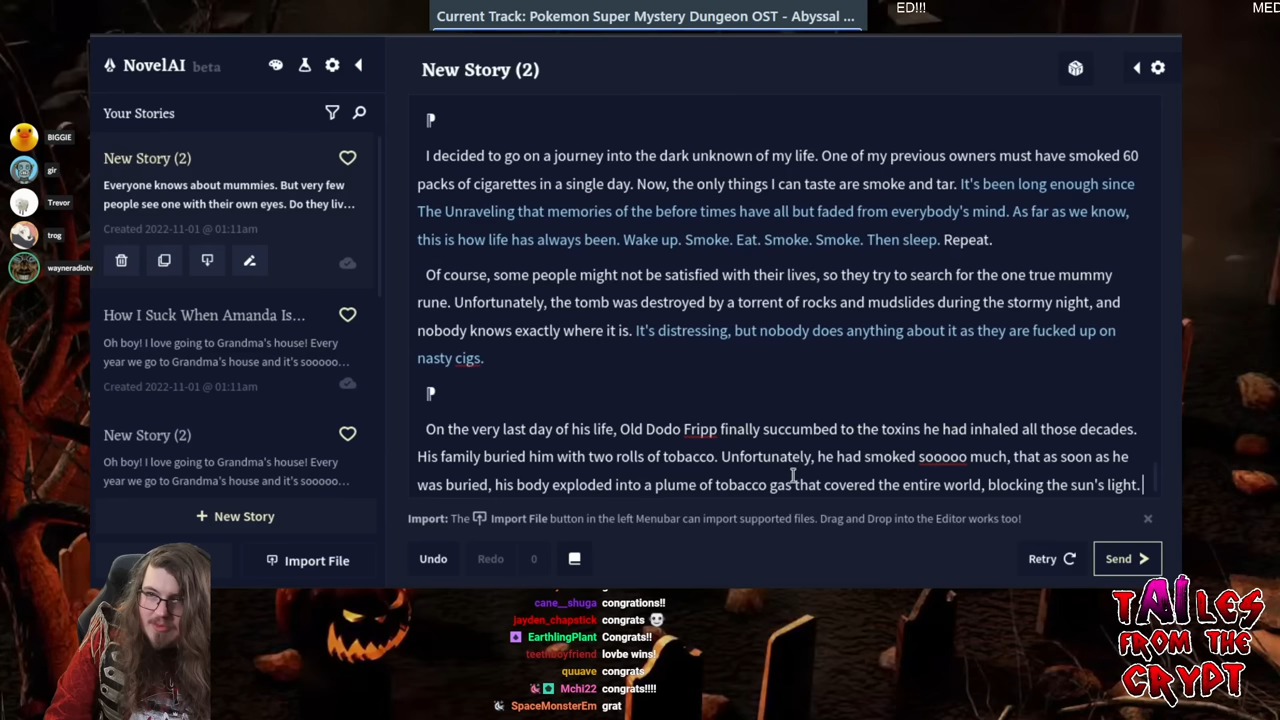 Current Track: Pokemon Super Mystery Dungeon OST - Abyssal ...
ED!!!
MED
NovelAI beta
New Story (2)
Your Stories
BIGGIE
gir
Trevor
trog
wayneradiotv
New Story (2)
Everyone knows about mummies. But very few
people see one with their own eyes. Do they liv...
Created 2022-11-01 @ 01:11am
How I Suck When Amanda Is...
Oh boy! I love going to Grandma's house! Every
year we go to Grandma's house and it's sooooo...
Created 2022-11-01 @ 01:11am
New Story (2)
Oh boy! I love going to Grandma's house! Every
year we go to Grandma's house and it's sooooo...
+ New Story
Import File
I decided to go on a journey into the dark unknown of my life. One of my previous owners must have smoked 60
packs of cigarettes in a single day. Now, the only things I can taste are smoke and tar. It's been long enough since
The Unraveling that memories of the before times have all but faded from everybody's mind. As far as we know,
this is how life has always been. Wake up. Smoke. Eat. Smoke. Smoke. Then sleep. Repeat.
Of course, some people might not be satisfied with their lives, so they try to search for the one true mummy
rune. Unfortunately, the tomb was destroyed by a torrent of rocks and mudslides during the stormy night, and
nobody knows exactly where it is. It's distressing, but nobody does anything about it as they are fucked up on
nasty cigs.
On the very last day of his life, Old Dodo Fripp finally succumbed to the toxins he had inhaled all those decades.
His family buried him with two rolls of tobacco. Unfortunately, he had smoked sooooo much, that as soon as he
was buried, his body exploded into a plume of tobacco gas that covered the entire world, blocking the sun's light.
Import: The Import File button in the left Menubar can import supported files. Drag and Drop into the Editor works too!
Undo
Redo
0
Retry
Send
cane__shuga congrations!!
jayden_chapstick congrats
EarthlingPlant Congrats!!
teethboyfriend lovbe wins!
quuave congrats
Mchi22 congrats!!!!
SpaceMonsterEm grat
TAILES
FROM THE
CRYPT